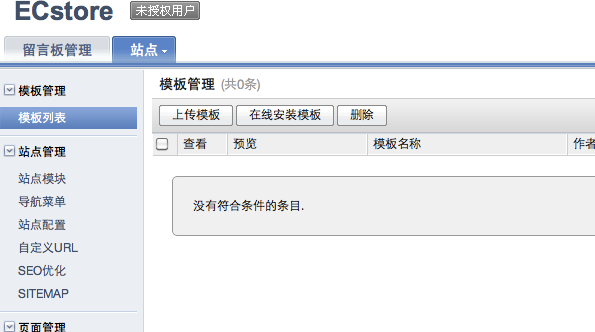 ECstore 未授权用户
留言板管理 站点
模板管理
模板列表
站点管理
站点模块
导航菜单
站点配置
自定义URL
SEO优化
SITEMAP
页面管理
模板管理 (共0条)
上传模板 在线安装模板 删除
查看 预览 模板名称 作者
没有符合条件的条目.